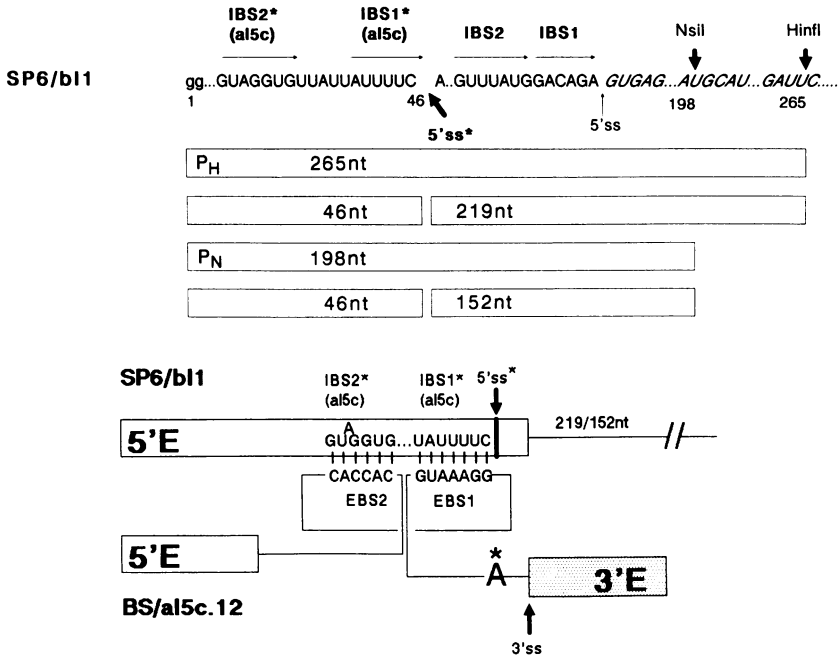 IBS2* IBS1*
(aI5c) (aI5c) IBS2 IBS1 NsiI HinfI
SP6/bI1 gg...GUAGGUGUUAUUAUUUUC A..GUUUAUGGACAGA GUGAG...AUGCAU...GAUUC.....
1 46 5'ss 198 265
5'ss*
PH 265nt
46nt 219nt
PN 198nt
46nt 152nt
SP6/bI1 IBS2* IBS1* 5'ss*
(aI5c) (aI5c)
219/152nt
A
5'E GUGGUG...UAUUUUC
CACCAC GUAAAGG
EBS2 EBS1
5'E
*
A 3'E
BS/aI5c.12
3'ss